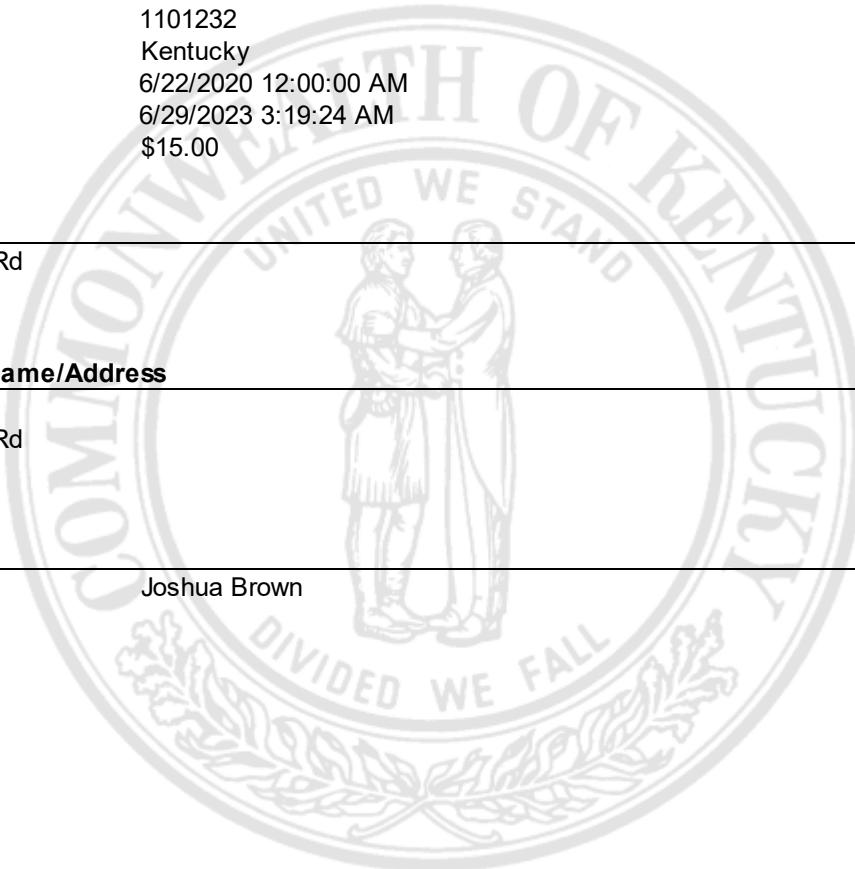 1101232
Kentucky
6/22/2020 12:00:00 AM
6/29/2023 3:19:24 AM
$15.00
Rd
ame/Address
Rd
Joshua Brown
COMMONWEALTH OF KENTUCKY
UNITED WE STAND
DIVIDED WE FALL